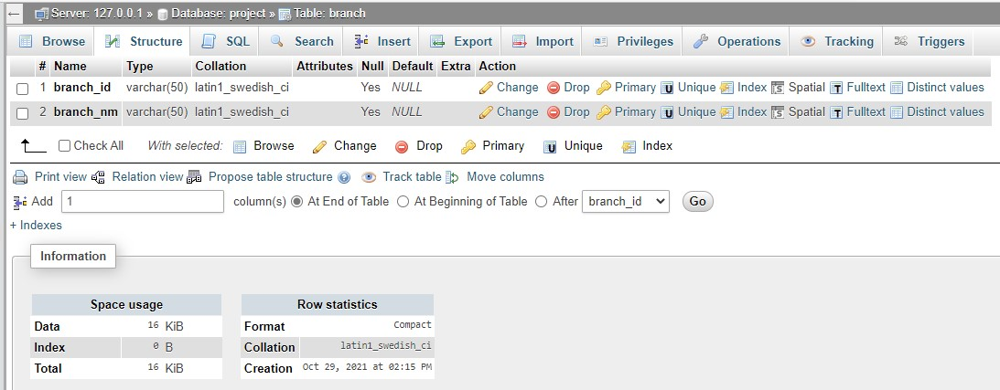 Server: 127.0.0.1 » Database: project » Table: branch
Browse Structure SQL Search Insert Export Import Privileges Operations Tracking Triggers
# Name Type Collation Attributes Null Default Extra Action
1 branch_id varchar(50) latin1_swedish_ci Yes NULL Change Drop Primary Unique Index Spatial Fulltext Distinct values
2 branch_nm varchar(50) latin1_swedish_ci Yes NULL Change Drop Primary Unique Index Spatial Fulltext Distinct values
Check All With selected: Browse Change Drop Primary Unique Index
Print view Relation view Propose table structure Track table Move columns
Add 1 column(s) At End of Table At Beginning of Table After branch_id Go
+ Indexes
Information
Space usage
Data 16 KiB
Index 0 B
Total 16 KiB
Row statistics
Format Compact
Collation latin1_swedish_ci
Creation Oct 29, 2021 at 02:15 PM